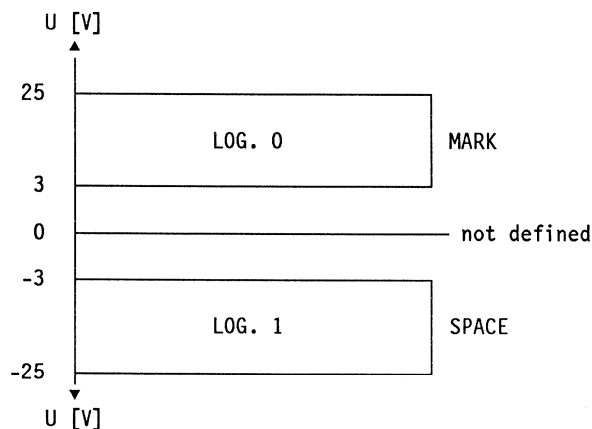 U [V]
25
LOG. 0 MARK
3
0 not defined
-3
LOG. 1 SPACE
-25
U [V]